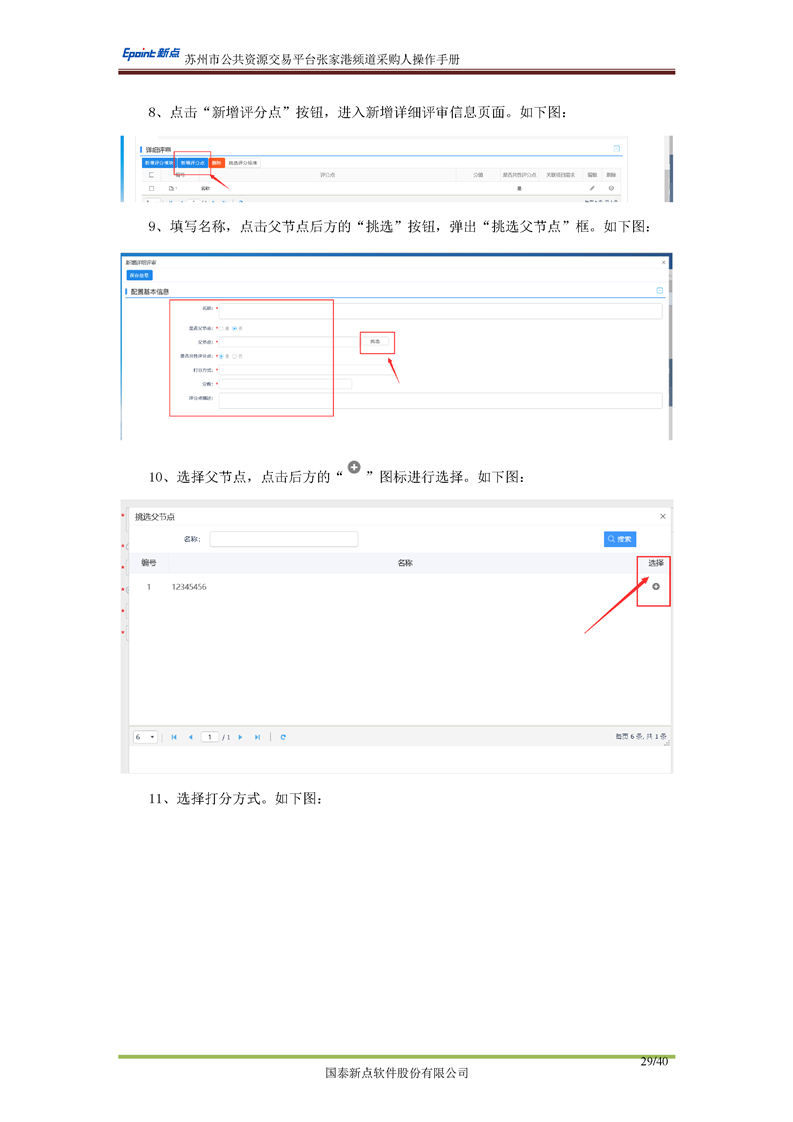 Epoint新点 苏州市公共资源交易平台张家港频道采购人操作手册
8、点击“新增评分点”按钮，进入新增详细评审信息页面。如下图：
详细评审
新增评分模块 新增评分点 删除 挑选评分标准
编号 评分点 分值 是否共性评分点 关联项目需求 编辑 删除
名称 是
9、填写名称，点击父节点后方的“挑选”按钮，弹出“挑选父节点”框。如下图：
新增详细评审 ×
保存信息
配置基本信息
名称：*
是否父节点：* 是 否
父节点：* 挑选
是否共性评分点：* 是 否
打分方式：*
分数：*
评分点描述：
10、选择父节点，点击后方的“ ”图标进行选择。如下图：
挑选父节点 ×
名称： 搜索
编号 名称 选择
1 12345456
6 1 / 1 每页 6 条, 共 1 条
11、选择打分方式。如下图：
29/40
国泰新点软件股份有限公司